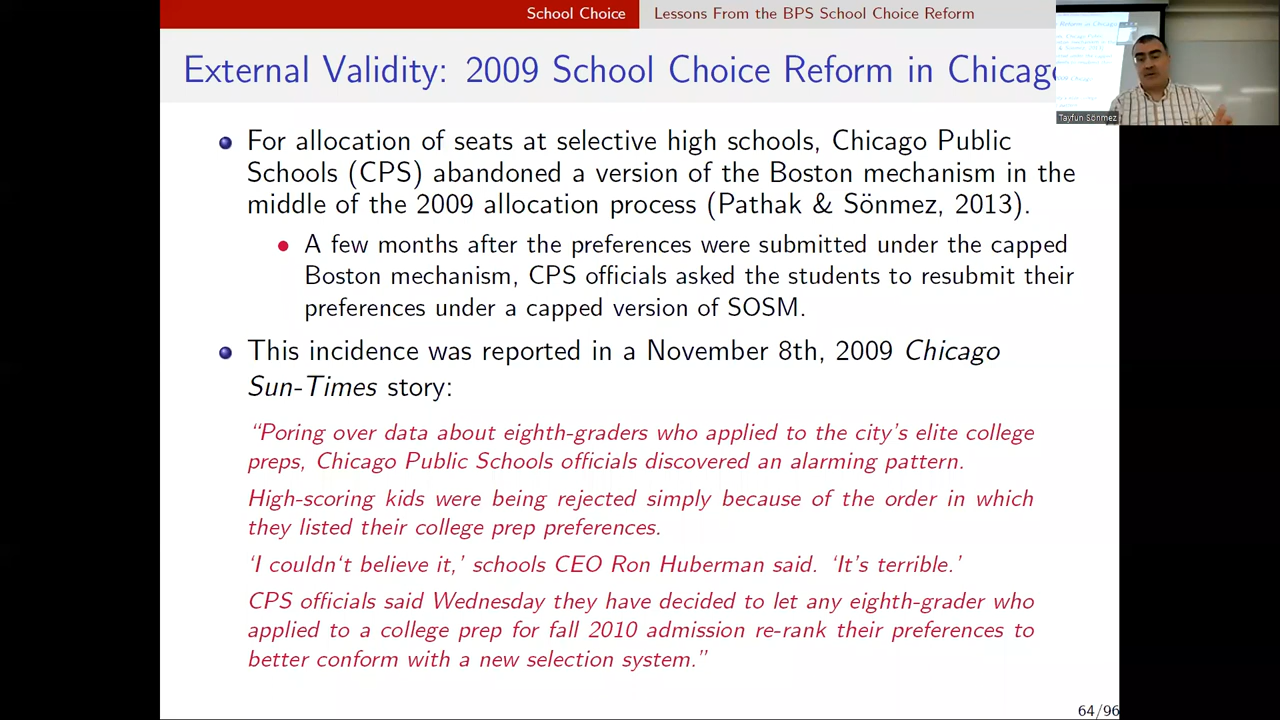 School Choice Lessons From the BPS School Choice Reform
External Validity: 2009 School Choice Reform in Chicago
Tayfun Sönmez
For allocation of seats at selective high schools, Chicago Public
Schools (CPS) abandoned a version of the Boston mechanism in the
middle of the 2009 allocation process (Pathak & Sönmez, 2013).
A few months after the preferences were submitted under the capped
Boston mechanism, CPS officials asked the students to resubmit their
preferences under a capped version of SOSM.
This incidence was reported in a November 8th, 2009 Chicago
Sun-Times story:
“Poring over data about eighth-graders who applied to the city's elite college
preps, Chicago Public Schools officials discovered an alarming pattern.
High-scoring kids were being rejected simply because of the order in which
they listed their college prep preferences.
‘I couldn‘t believe it,’ schools CEO Ron Huberman said. ‘It's terrible.’
CPS officials said Wednesday they have decided to let any eighth-grader who
applied to a college prep for fall 2010 admission re-rank their preferences to
better conform with a new selection system.”
64/96